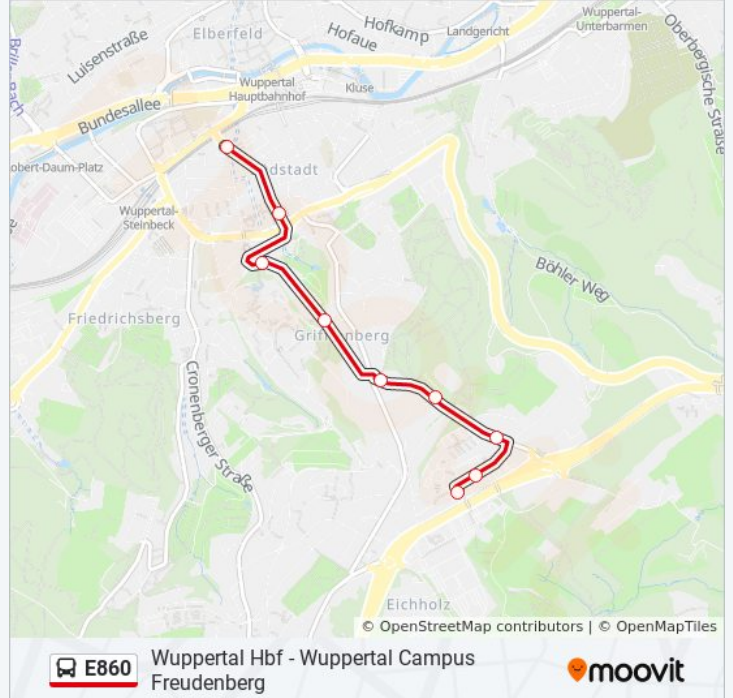 Elberfeld
Hofkamp
Hofaue
Landgericht
Wuppertal-
Unterbarmen
Oberbergische Straße
Luisenstraße
Wuppertal
Hauptbahnhof
Kluse
Bundesallee
obert-Daum-Platz
dstadt
Wuppertal-
Steinbeck
Böhler Weg
Friedrichsberg
Cronenberger Straße
Eichholz
© OpenStreetMap contributors | © OpenMapTiles
E860
Wuppertal Hbf - Wuppertal Campus
Freudenberg
moovit